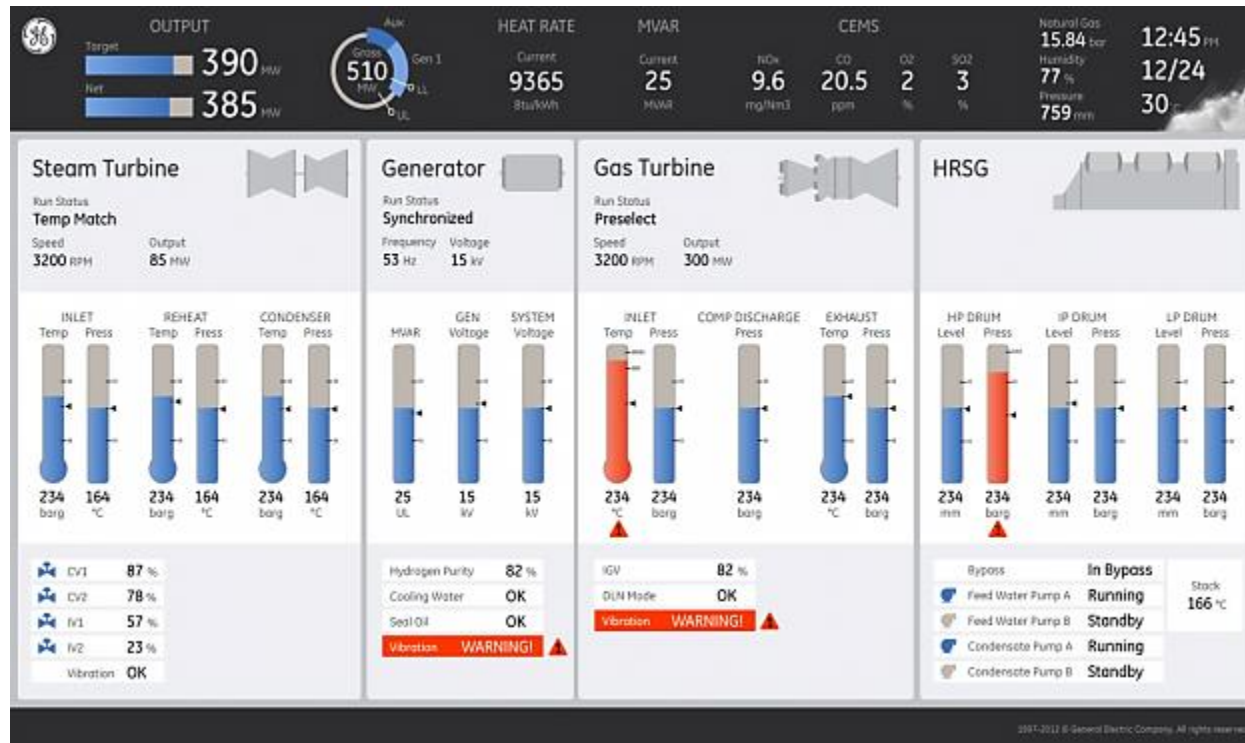 OUTPUT
Target
390 MW
Net
385 MW
Aux
Gross
510
MW
Gen 1
LL
UL
HEAT RATE
Current
9365
Btu/kWh
MVAR
Current
25
MVAR
CEMS
NOx CO O2 SO2
9.6 20.5 2 3
mg/Nm3 ppm % %
Natural Gas
15.84 bar
Humidity
77 %
Pressure
759 mm
12:45 PM
12/24
30
Steam Turbine
Run Status
Temp Match
Speed Output
3200 RPM 85 MW
INLET REHEAT CONDENSER
Temp Press Temp Press Temp Press
234 164 234 164 234 164
barg °C barg °C barg °C
CV1 87 %
CV2 78 %
IV1 57 %
IV2 23 %
Vibration OK
Generator
Run Status
Synchronized
Frequency Voltage
53 Hz 15 kV
GEN SYSTEM
MVAR Voltage Voltage
25 15 15
UL kV kV
Hydrogen Purity 82 %
Cooling Water OK
Seal Oil OK
Vibration WARNING!
Gas Turbine
Run Status
Preselect
Speed Output
3200 RPM 300 MW
INLET COMP DISCHARGE EXHAUST
Temp Press Press Temp Press
234 234 234 234 234
°C barg barg °C barg
IGV 82 %
DLN Mode OK
Vibration WARNING!
HRSG
HP DRUM IP DRUM LP DRUM
Level Press Level Press Level Press
234 234 234 234 234 234
mm barg mm barg mm barg
Bypass In Bypass
Feed Water Pump A Running
Feed Water Pump B Standby
Condensate Pump A Running
Condensate Pump B Standby
Stack
166 °C
1997-2012 © General Electric Company. All rights